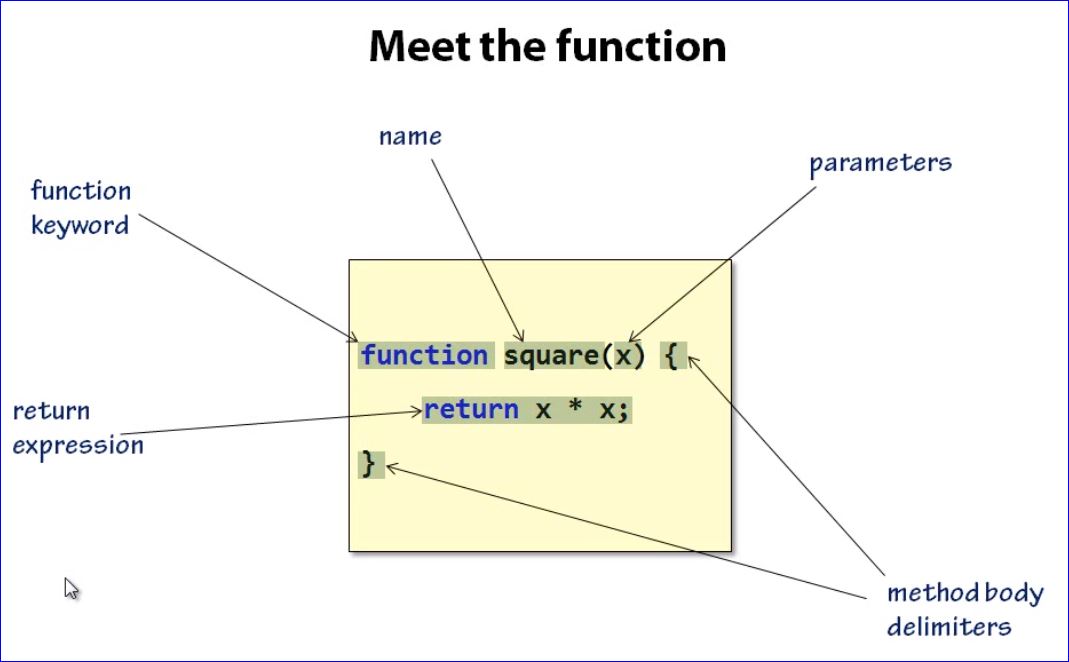 Meet the function
name
parameters
function
keyword
function square(x) {
return x * x;
return
expression
}
method body
delimiters